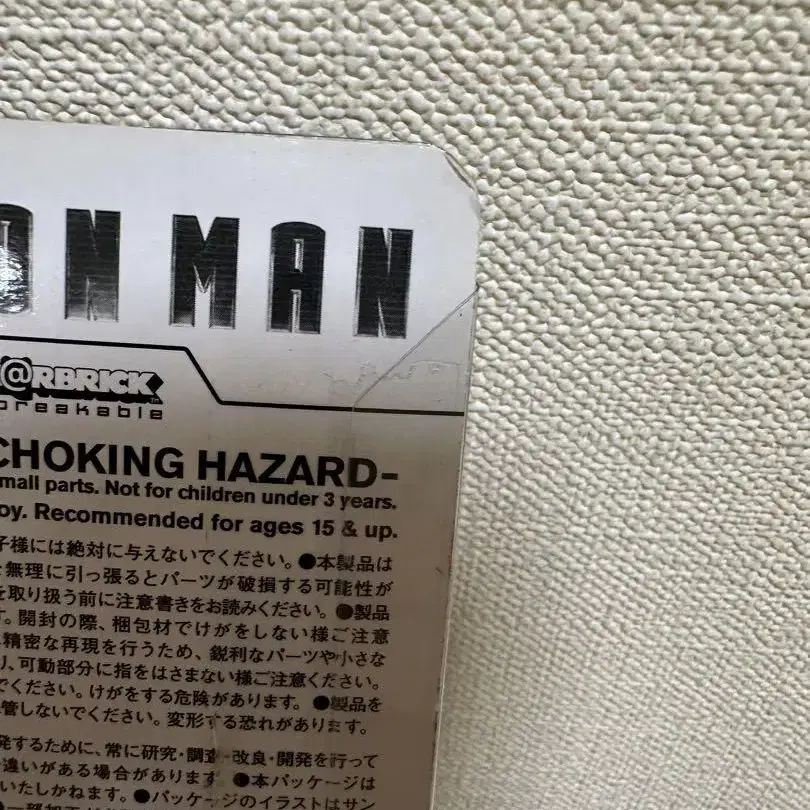 ON MAN
@RBRICK
breakable
CHOKING HAZARD-
mall parts. Not for children under 3 years.
oy. Recommended for ages 15 & up.
子様には絶対に与えないでください。●本製品は
無理に引っ張るとパーツが破損する可能性が
を取り扱う前に注意書きをお読みください。●製品
す。開封の際、梱包材でけがをしない様ご注意
精密な再現を行うため、鋭利なパーツや小さな
り、可動部分に指をはさまない様ご注意ください。
でください。けがをする危険があります。●製品を
管しないでください。変形する恐れがあります。
発するために、常に研究・調査・改良・開発を行って
違いがある場合があります。●本パッケージは
いたしかねます。●パッケージのイラストはサン